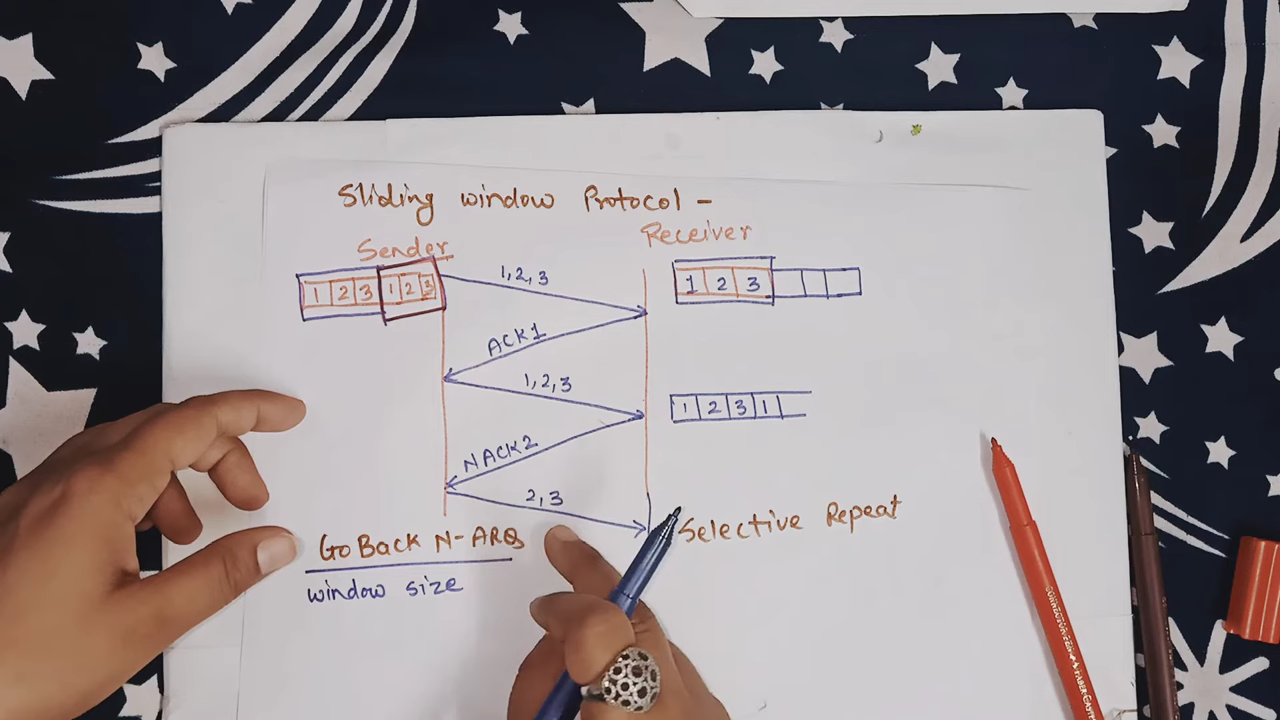 Sliding window Protocol -
Sender
Receiver
1 2 3 1 2 3
1,2,3
1 2 3
ACK1
1,2,3
1 2 3 1
NACK2
2,3
GoBack N-ARQ
Selective Repeat
window size